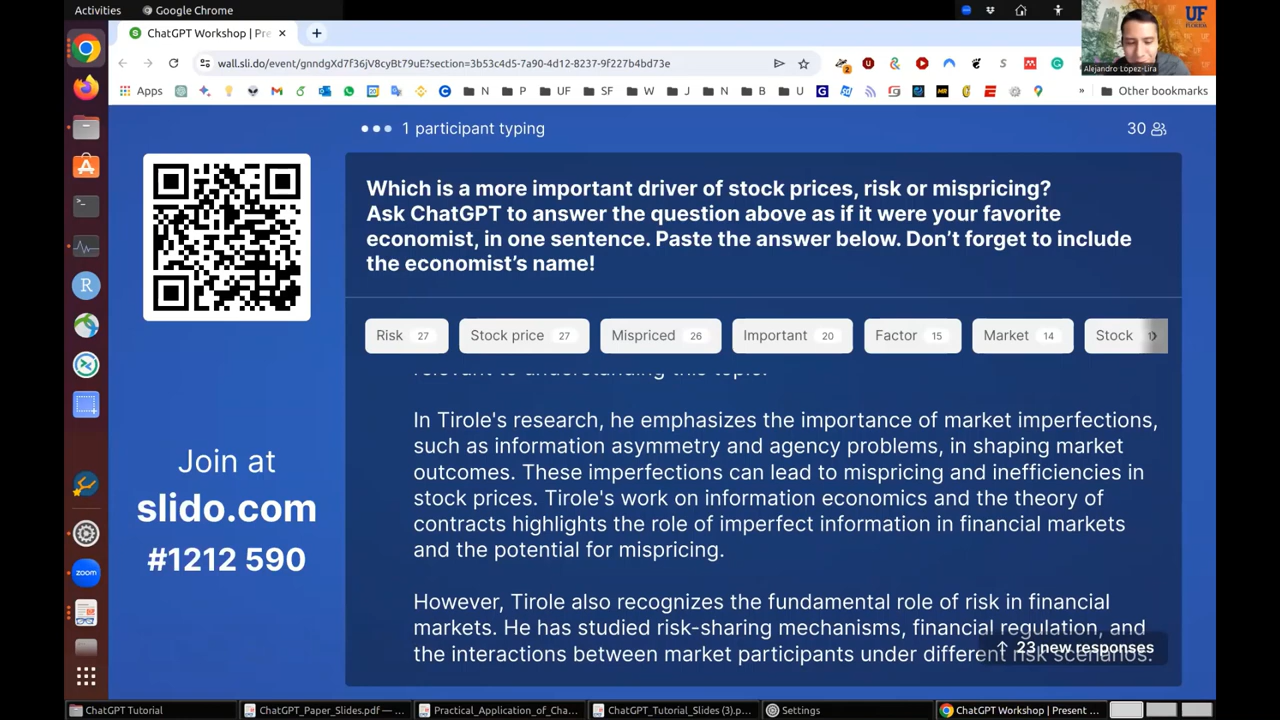 Activities
Google Chrome
ChatGPT Workshop | Pre
wall.sli.do/event/gnndgXd7f36jV8cyBt79uE?section=3b53c4d5-7a90-4d12-8237-9f227b4bd73e
Apps
N
P
UF
SF
W
J
N
B
U
»
Other bookmarks
UF
Alejandro Lopez-Lira
1 participant typing
30
Which is a more important driver of stock prices, risk or mispricing?
Ask ChatGPT to answer the question above as if it were your favorite
economist, in one sentence. Paste the answer below. Don't forget to include
the economist's name!
Risk 27
Stock price 27
Mispriced 26
Important 20
Factor 15
Market 14
Stock
relevant to understanding this topic.
In Tirole's research, he emphasizes the importance of market imperfections,
such as information asymmetry and agency problems, in shaping market
outcomes. These imperfections can lead to mispricing and inefficiencies in
stock prices. Tirole's work on information economics and the theory of
contracts highlights the role of imperfect information in financial markets
and the potential for mispricing.
However, Tirole also recognizes the fundamental role of risk in financial
markets. He has studied risk-sharing mechanisms, financial regulation, and
the interactions between market participants under different risk scenarios.
↑ 23 new responses
Join at
slido.com
#1212 590
zoom
ChatGPT Tutorial
ChatGPT_Paper_Slides.pdf — ...
Practical_Application_of_Cha...
ChatGPT_Tutorial_Slides (3).p...
Settings
ChatGPT Workshop | Present ...